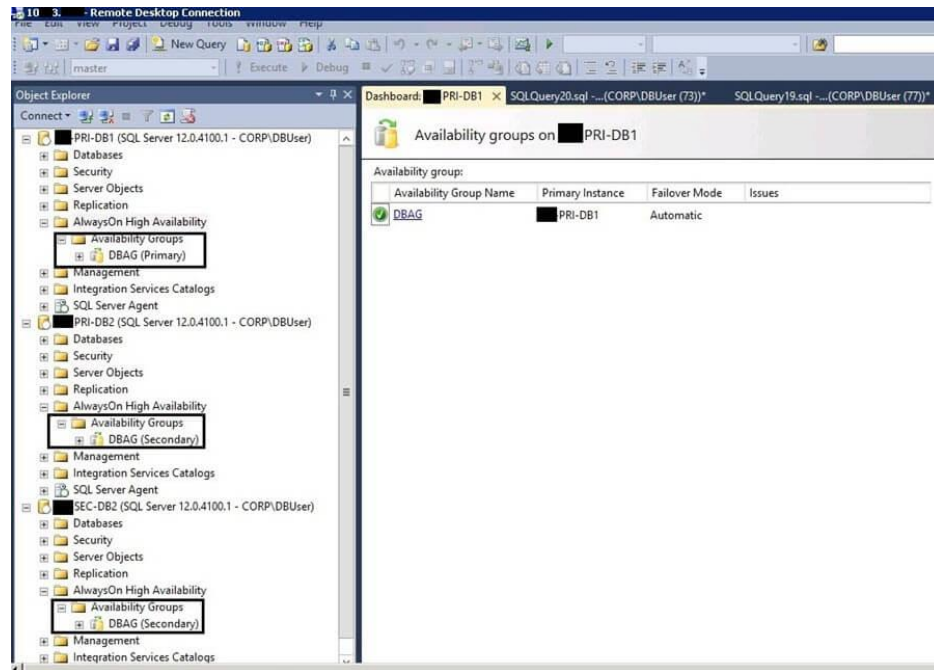 10 3. - Remote Desktop Connection
File Edit View Project Debug Tools Window Help
New Query
master Execute Debug
Object Explorer
Connect
-PRI-DB1 (SQL Server 12.0.4100.1 - CORP\DBUser)
Databases
Security
Server Objects
Replication
AlwaysOn High Availability
Availability Groups
DBAG (Primary)
Management
Integration Services Catalogs
SQL Server Agent
PRI-DB2 (SQL Server 12.0.4100.1 - CORP\DBUser)
Databases
Security
Server Objects
Replication
AlwaysOn High Availability
Availability Groups
DBAG (Secondary)
Management
Integration Services Catalogs
SQL Server Agent
SEC-DB2 (SQL Server 12.0.4100.1 - CORP\DBUser)
Databases
Security
Server Objects
Replication
AlwaysOn High Availability
Availability Groups
DBAG (Secondary)
Management
Integration Services Catalogs
Dashboard: PRI-DB1 SQLQuery20.sql -...(CORP\DBUser (73))* SQLQuery19.sql -...(CORP\DBUser (77))*
Availability groups on PRI-DB1
Availability group:
Availability Group Name Primary Instance Failover Mode Issues
DBAG PRI-DB1 Automatic